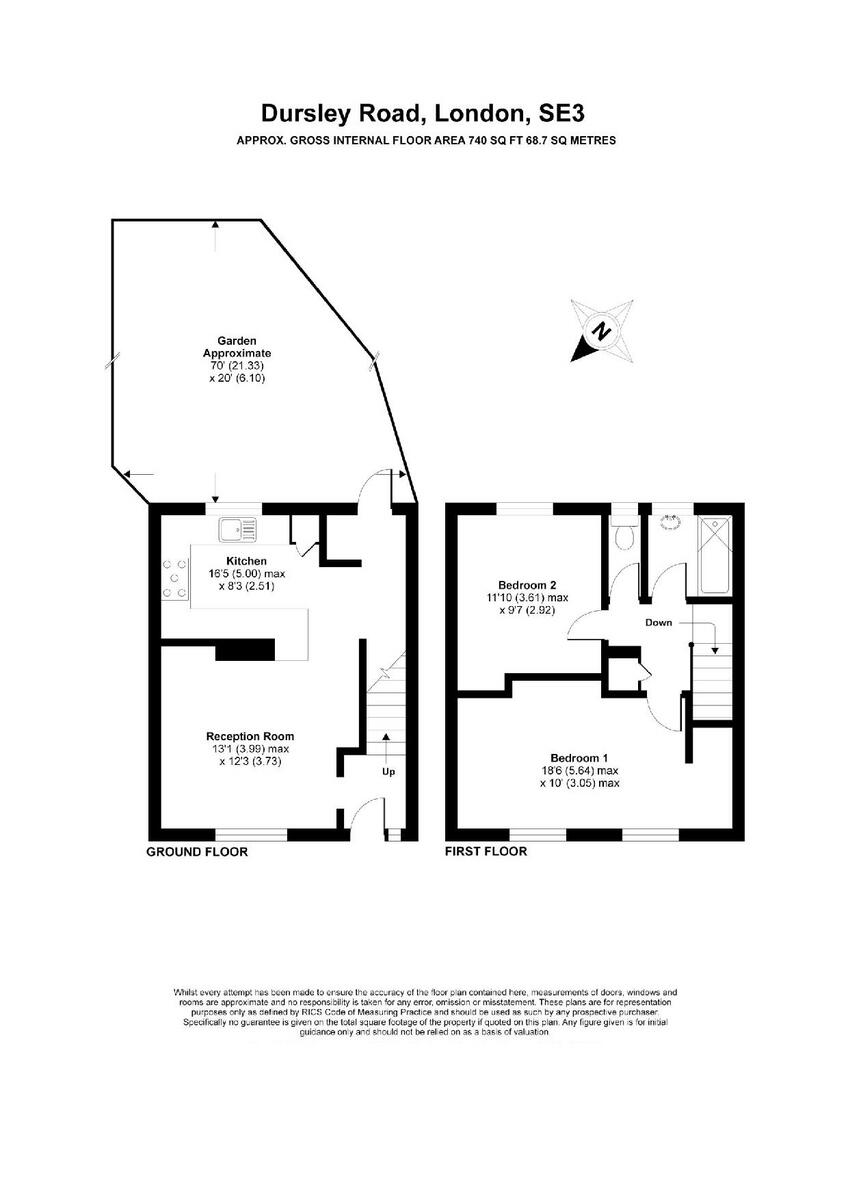 Dursley Road, London, SE3
APPROX. GROSS INTERNAL FLOOR AREA 740 SQ FT 68.7 SQ METRES
Garden
Approximate
70' (21.33)
x 20' (6.10)
N
Kitchen
16'5 (5.00) max
x 8'3 (2.51)
Reception Room
13'1 (3.99) max
x 12'3 (3.73)
Up
GROUND FLOOR
Bedroom 2
11'10 (3.61) max
x 9'7 (2.92)
Down
Bedroom 1
18'6 (5.64) max
x 10' (3.05) max
FIRST FLOOR
Whilst every attempt has been made to ensure the accuracy of the floor plan contained here, measurements of doors, windows and
rooms are approximate and no responsibility is taken for any error, omission or misstatement. These plans are for representation
purposes only as defined by RICS Code of Measuring Practice and should be used as such by any prospective purchaser.
Specifically no guarantee is given on the total square footage of the property if quoted on this plan. Any figure given is for initial
guidance only and should not be relied on as a basis of valuation.